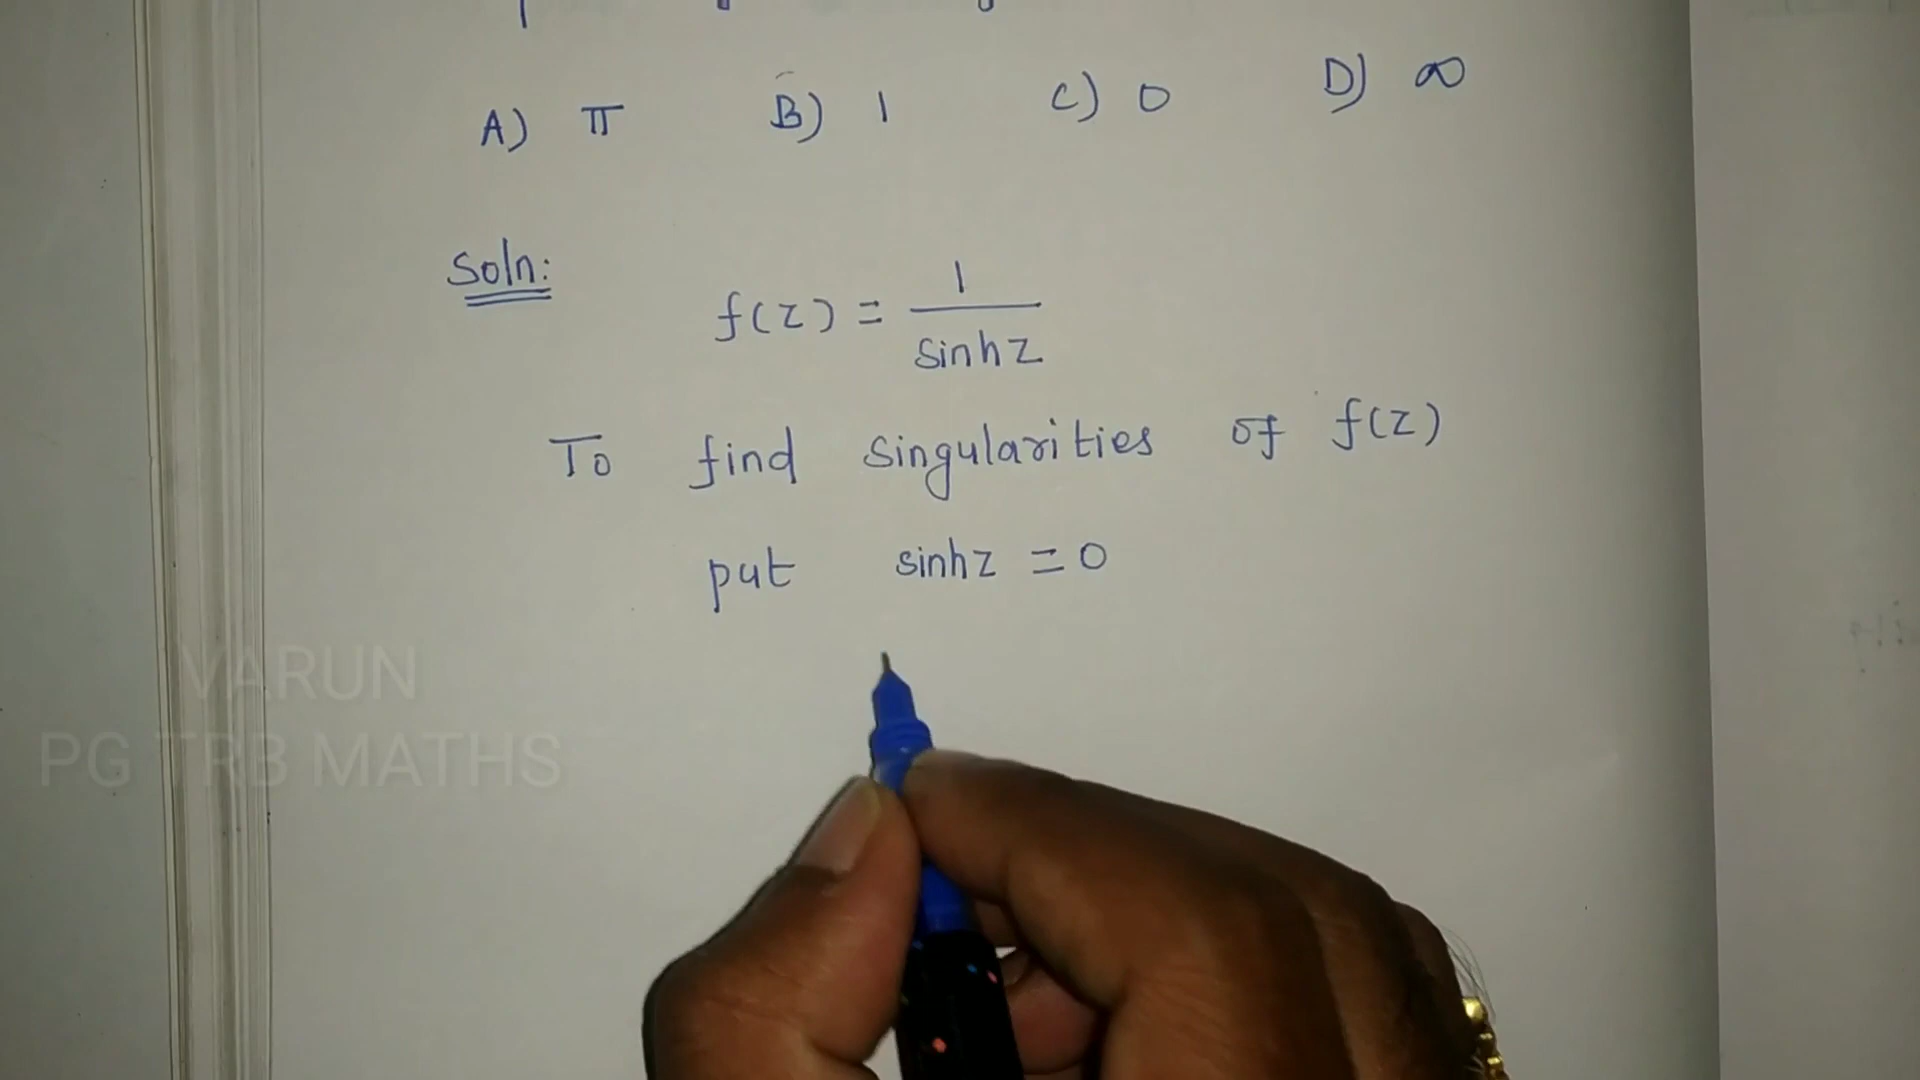 A) π B) 1 C) 0 D) ∞
Soln:
f(z) = 1/sinhz
To find singularities of f(z)
put sinhz = 0
VARUN
PG TRB MATHS